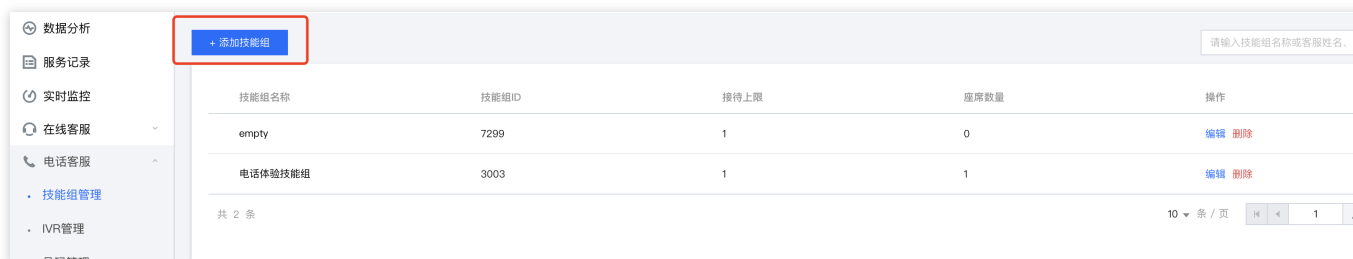 数据分析
服务记录
实时监控
在线客服
电话客服
技能组管理
IVR管理
+ 添加技能组
请输入技能组名称或客服姓名、
技能组名称 技能组ID 接待上限 座席数量 操作
empty 7299 1 0 编辑 删除
电话体验技能组 3003 1 1 编辑 删除
共 2 条
10 条 / 页 1